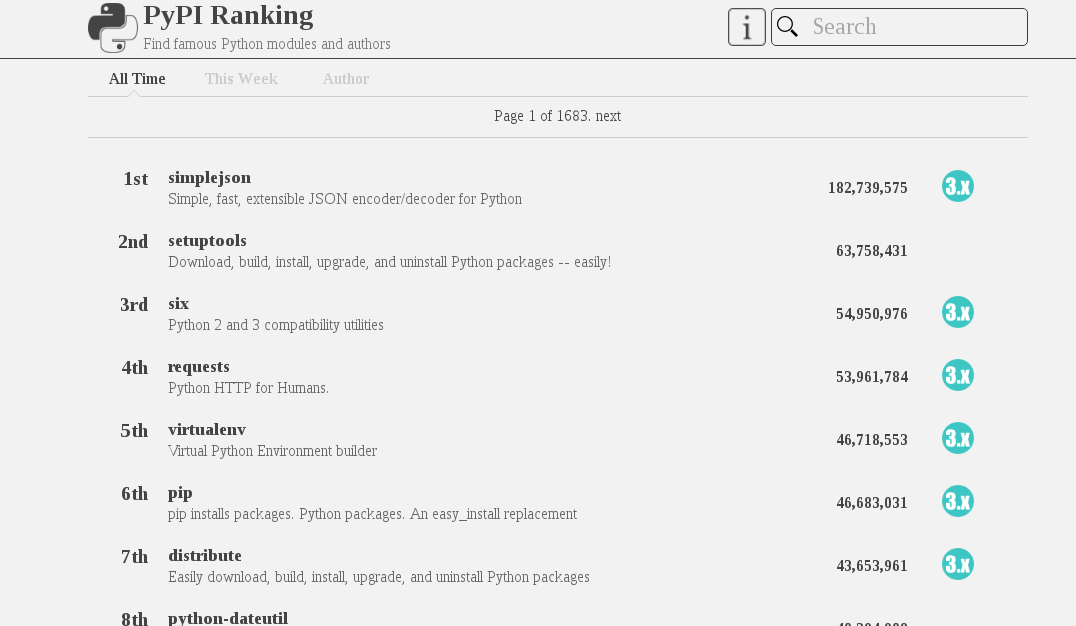 PyPI Ranking
Find famous Python modules and authors
i
Search
All Time This Week Author
Page 1 of 1683. next
1st simplejson 182,739,575 3.x
Simple, fast, extensible JSON encoder/decoder for Python
2nd setuptools 63,758,431
Download, build, install, upgrade, and uninstall Python packages -- easily!
3rd six 54,950,976 3.x
Python 2 and 3 compatibility utilities
4th requests 53,961,784 3.x
Python HTTP for Humans.
5th virtualenv 46,718,553 3.x
Virtual Python Environment builder
6th pip 46,683,031 3.x
pip installs packages. Python packages. An easy_install replacement
7th distribute 43,653,961 3.x
Easily download, build, install, upgrade, and uninstall Python packages
8th python-dateutil